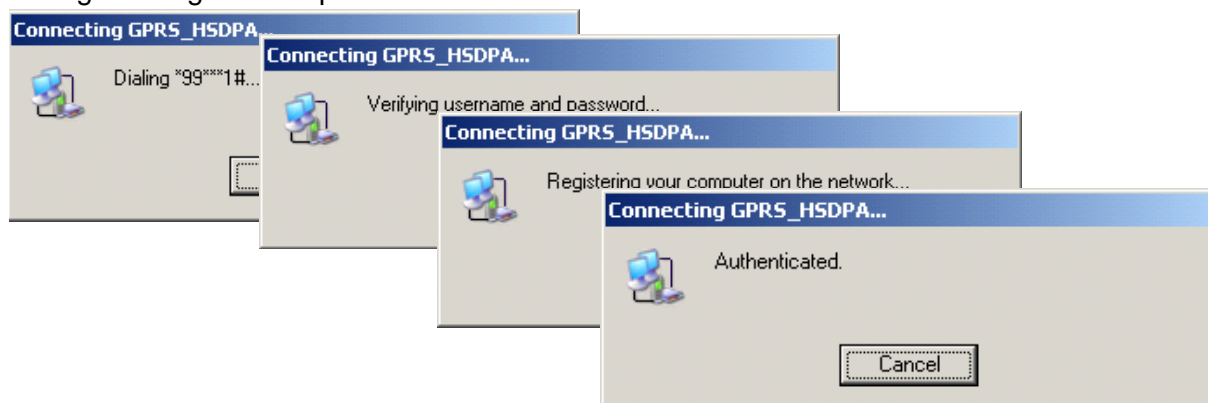 Connecting GPRS_HSDPA...
Dialing *99***1#...
Connecting GPRS_HSDPA...
Verifying username and password...
Connecting GPRS_HSDPA...
Registering your computer on the network...
Connecting GPRS_HSDPA...
Authenticated.
Cancel